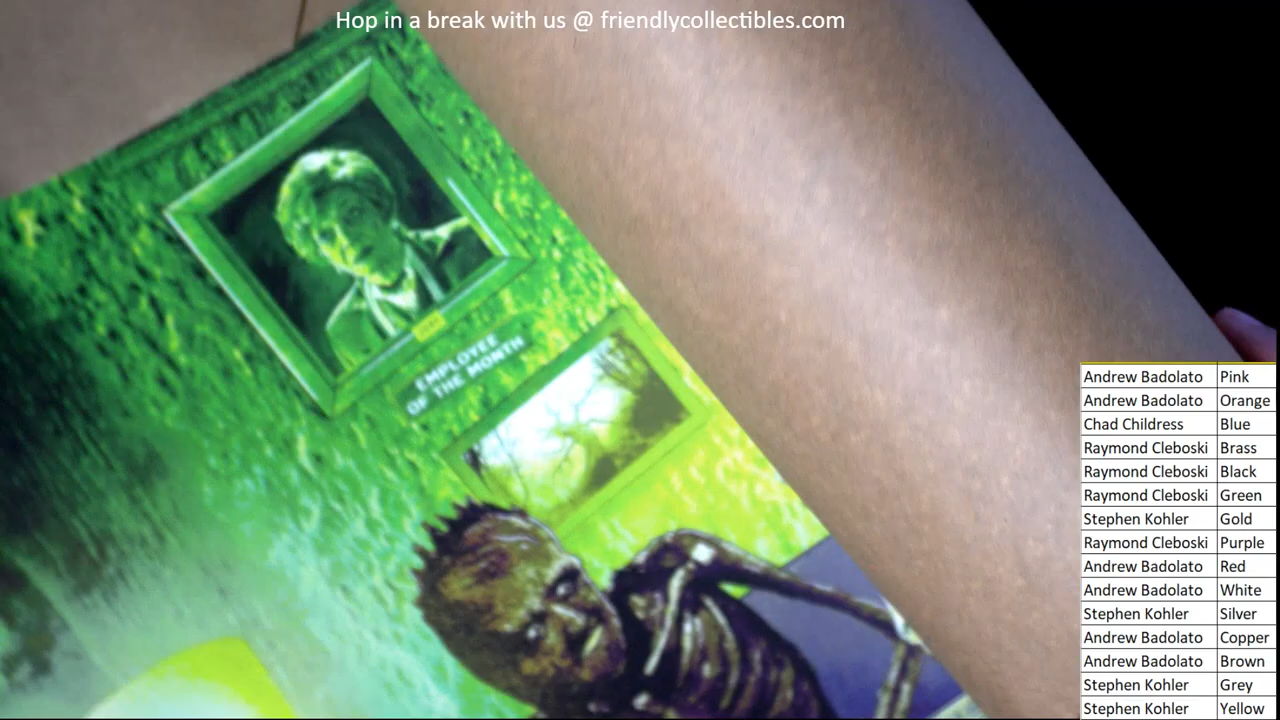 Hop in a break with us @ friendlycollectibles.com
EMPLOYEE
OF THE MONTH
Andrew Badolato Pink
Andrew Badolato Orange
Chad Childress Blue
Raymond Cleboski Brass
Raymond Cleboski Black
Raymond Cleboski Green
Stephen Kohler Gold
Raymond Cleboski Purple
Andrew Badolato Red
Andrew Badolato White
Stephen Kohler Silver
Andrew Badolato Copper
Andrew Badolato Brown
Stephen Kohler Grey
Stephen Kohler Yellow